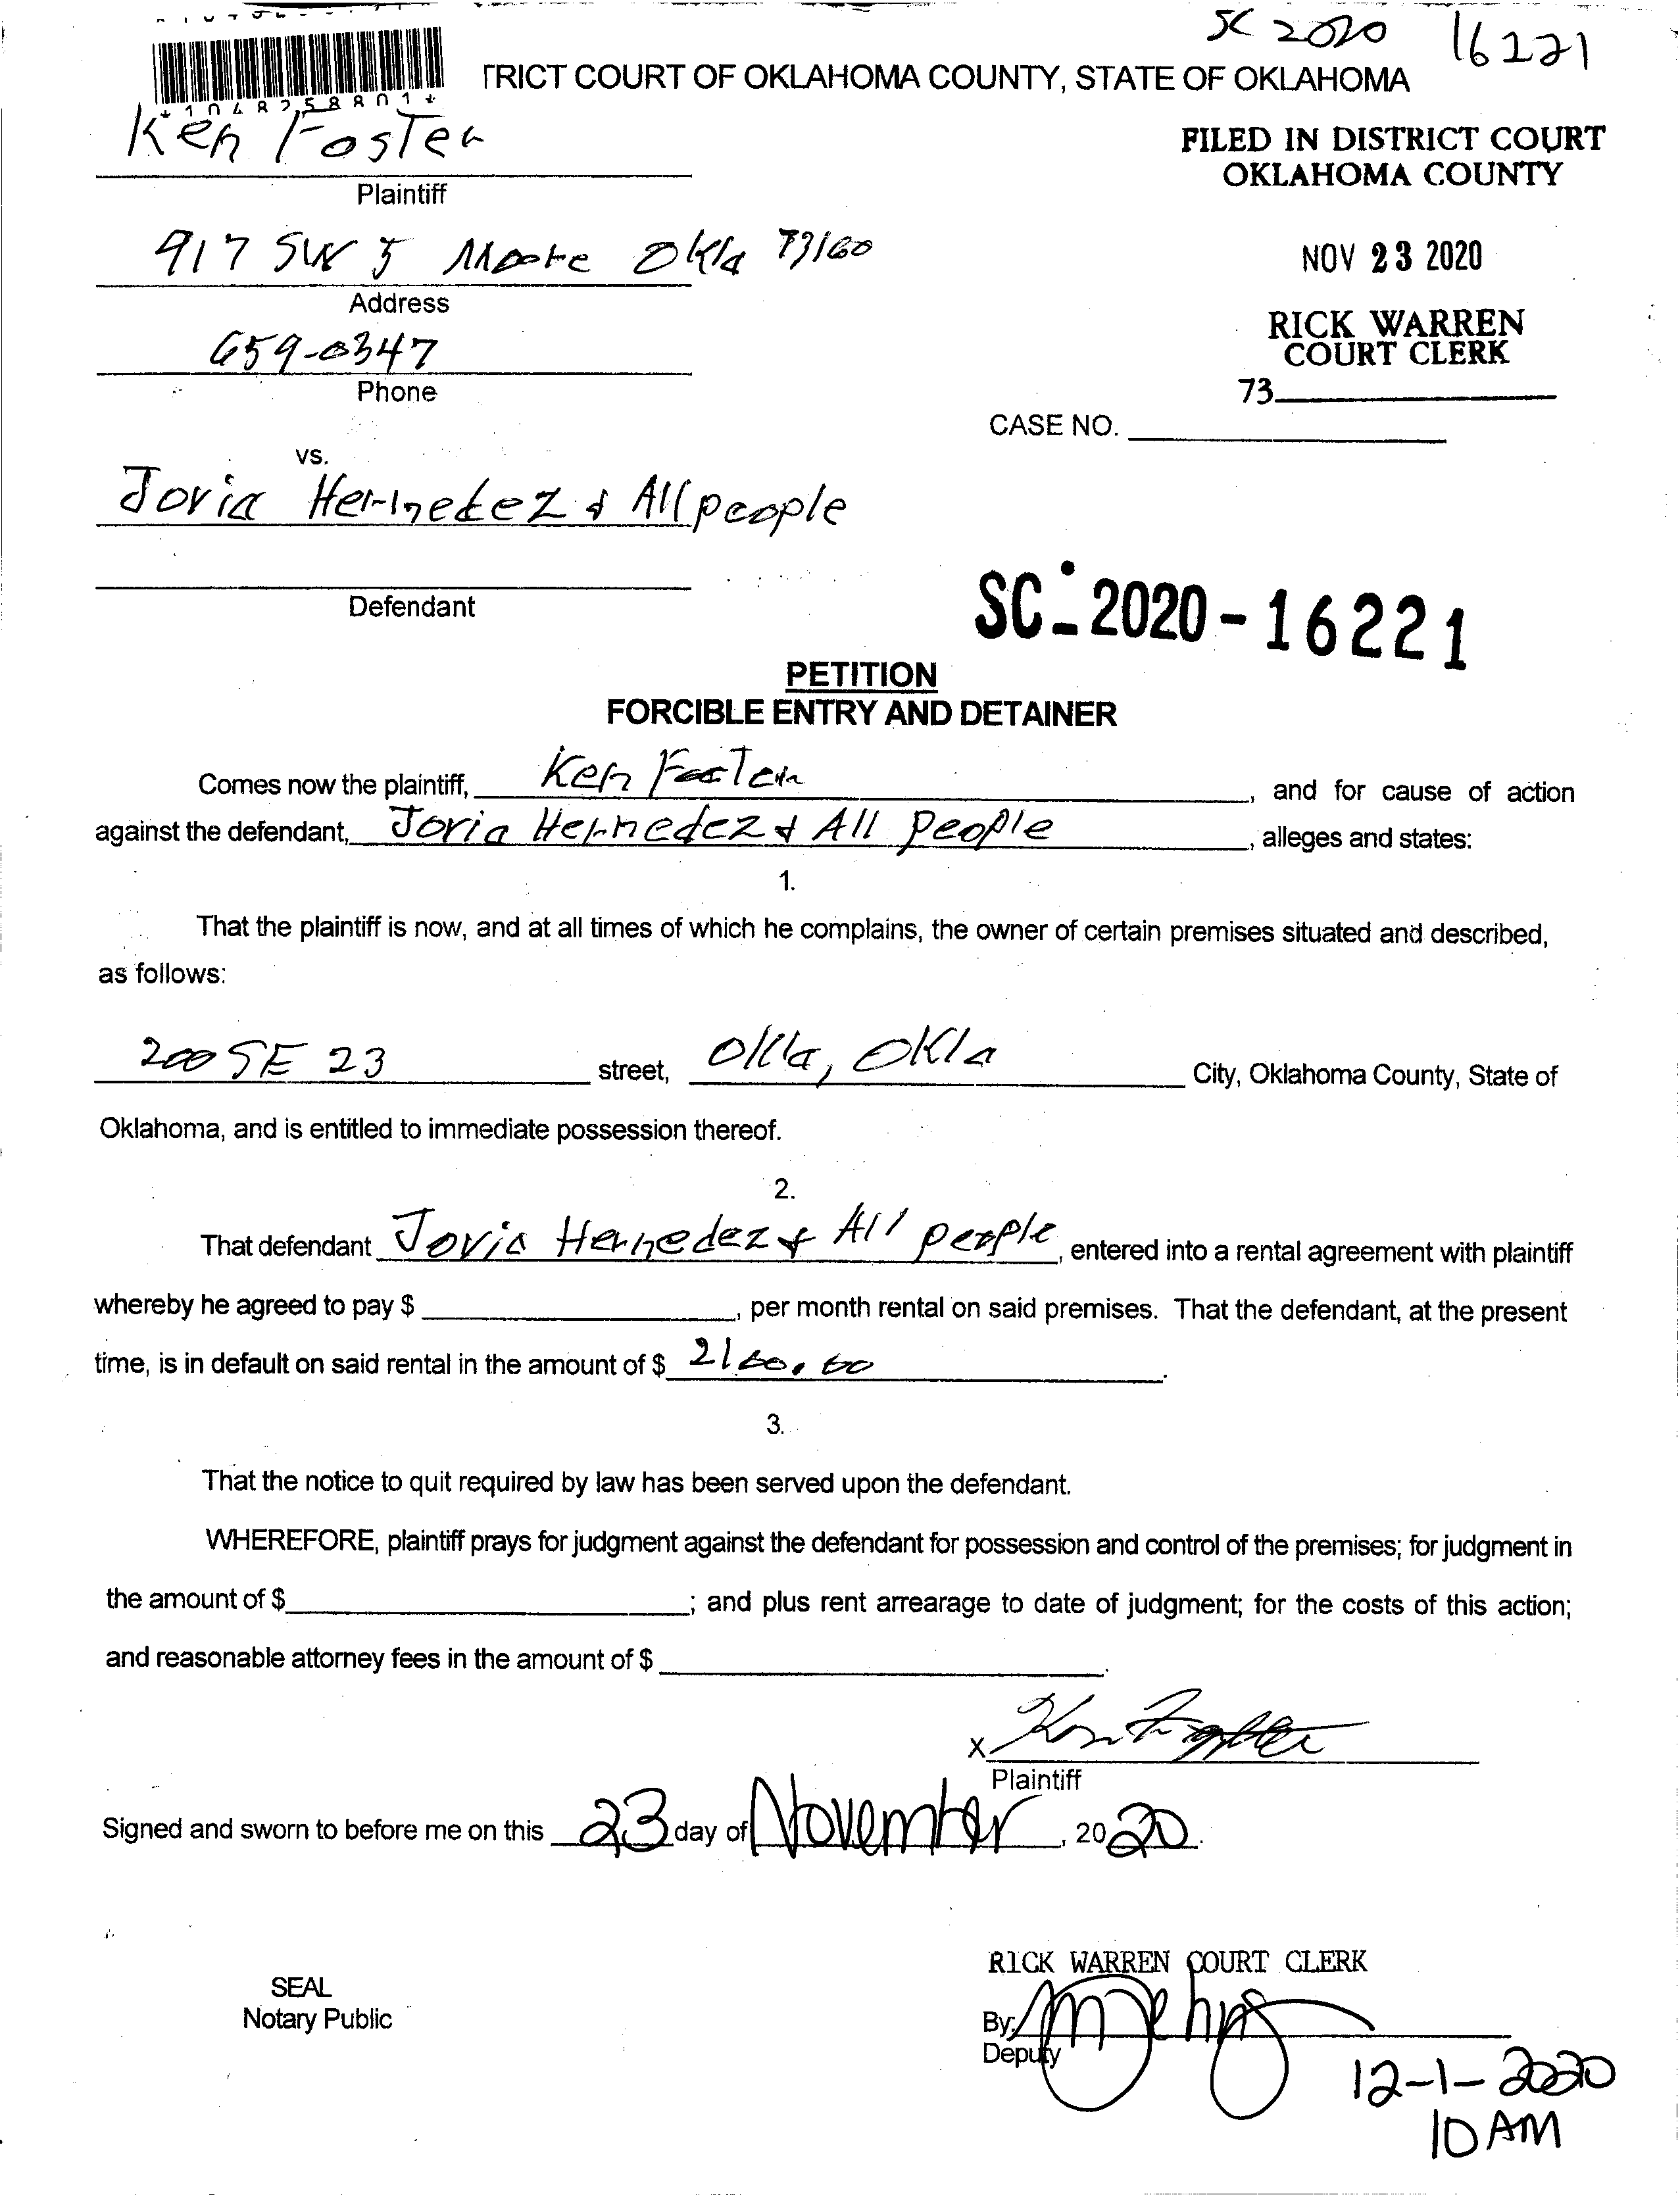 SC 2020 16221
TRICT COURT OF OKLAHOMA COUNTY, STATE OF OKLAHOMA
Ken Foster
Plaintiff
FILED IN DISTRICT COURT
OKLAHOMA COUNTY
917 SW 5 Moore Okla 73160
Address
NOV 23 2020
659-0347
Phone
RICK WARREN
COURT CLERK
73
CASE NO.
vs.
Joria Hernedez & All people
Defendant
SC-2020-16221
PETITION
FORCIBLE ENTRY AND DETAINER
Comes now the plaintiff, Ken Foster, and for cause of action
against the defendant, Joria Hernedez & All people, alleges and states:
1.
That the plaintiff is now, and at all times of which he complains, the owner of certain premises situated and described,
as follows:
200 SE 23 street, Okla, Okla City, Oklahoma County, State of
Oklahoma, and is entitled to immediate possession thereof.
2.
That defendant Joria Hernedez & All people, entered into a rental agreement with plaintiff
whereby he agreed to pay $ , per month rental on said premises. That the defendant, at the present
time, is in default on said rental in the amount of $ 2100.00.
3.
That the notice to quit required by law has been served upon the defendant.
WHEREFORE, plaintiff prays for judgment against the defendant for possession and control of the premises; for judgment in
the amount of $ ; and plus rent arrearage to date of judgment; for the costs of this action;
and reasonable attorney fees in the amount of $ .
X Ken Foster
Plaintiff
Signed and sworn to before me on this 23 day of November, 2020.
RICK WARREN COURT CLERK
SEAL
Notary Public
By:
Deputy
12-1-2020
10 AM